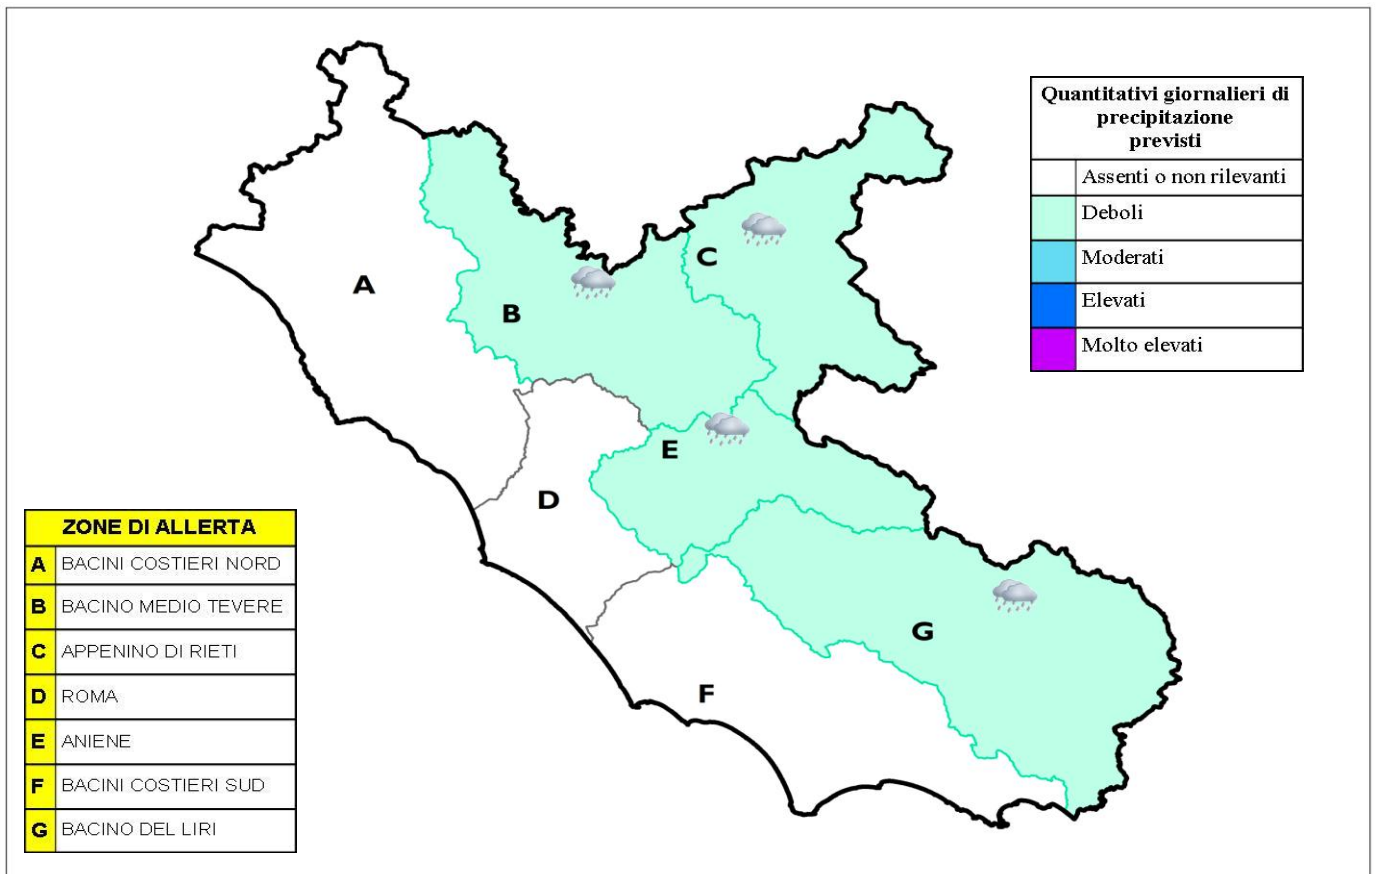 Quantitativi giornalieri di
precipitazione
previsti
Assenti o non rilevanti
Deboli
Moderati
Elevati
Molto elevati
A
B
C
D
E
F
G
ZONE DI ALLERTA
A BACINI COSTIERI NORD
B BACINO MEDIO TEVERE
C APPENINO DI RIETI
D ROMA
E ANIENE
F BACINI COSTIERI SUD
G BACINO DEL LIRI